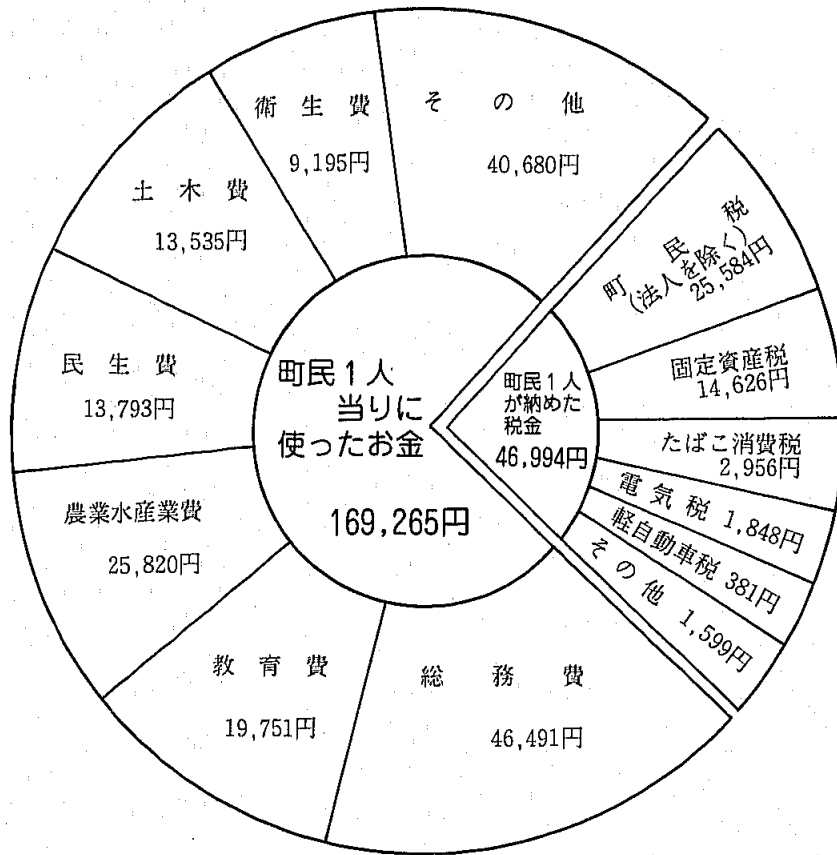 衛生費
9,195円
その他
40,680円
土木費
13,535円
民生費
13,793円
農業水産業費
25,820円
教育費
19,751円
総務費
46,491円
町民1人
当りに
使ったお金
169,265円
町民1人
が納めた
税金
46,994円
町民税
(法人を除く)
25,584円
固定資産税
14,626円
たばこ消費税
2,956円
電気税 1,848円
軽自動車税 381円
その他 1,599円